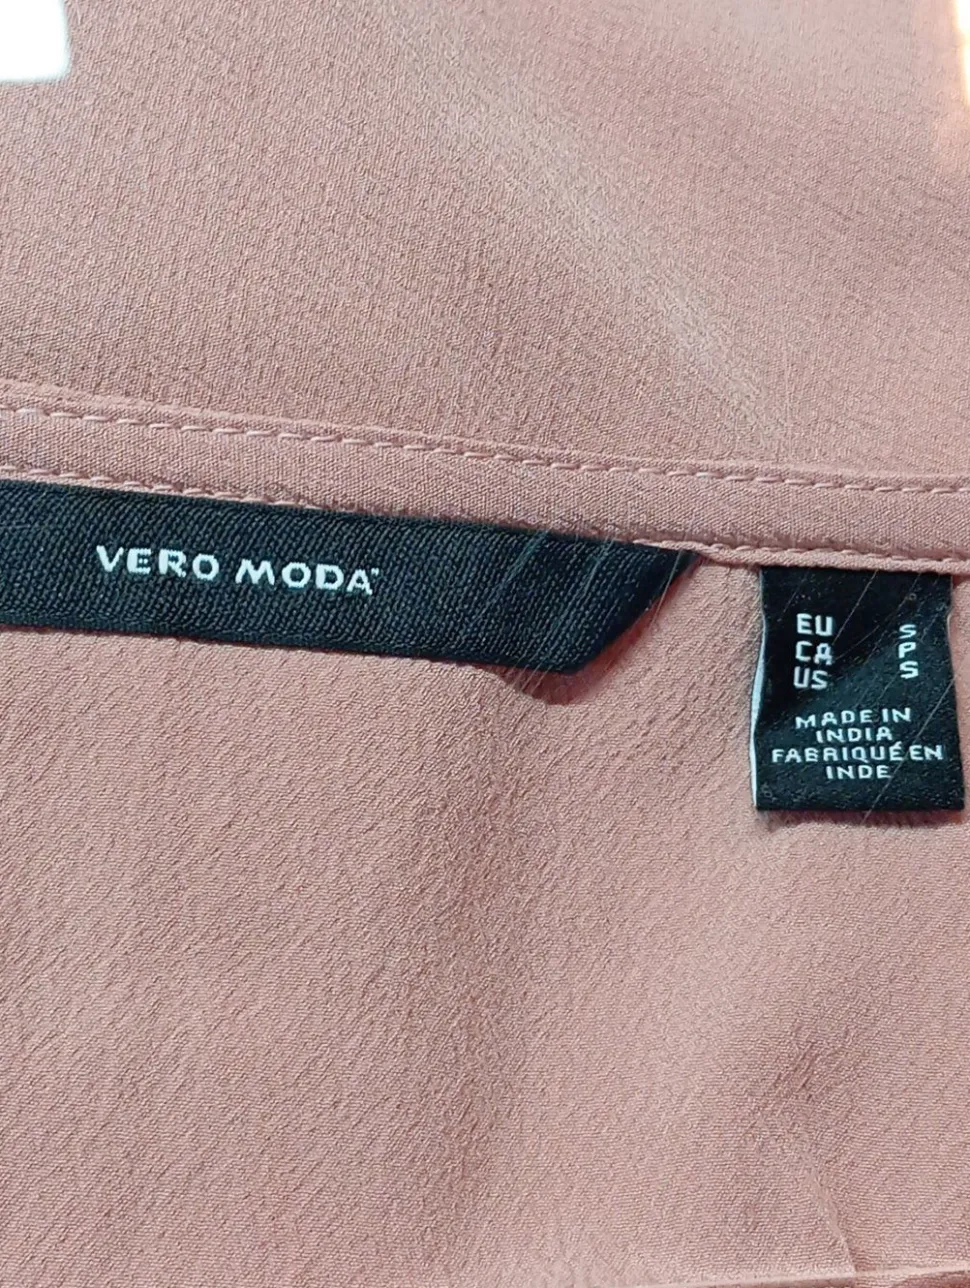 VERO MODA
EU S
CA P
US S
MADE IN
INDIA
FABRIQUÉ EN
INDE